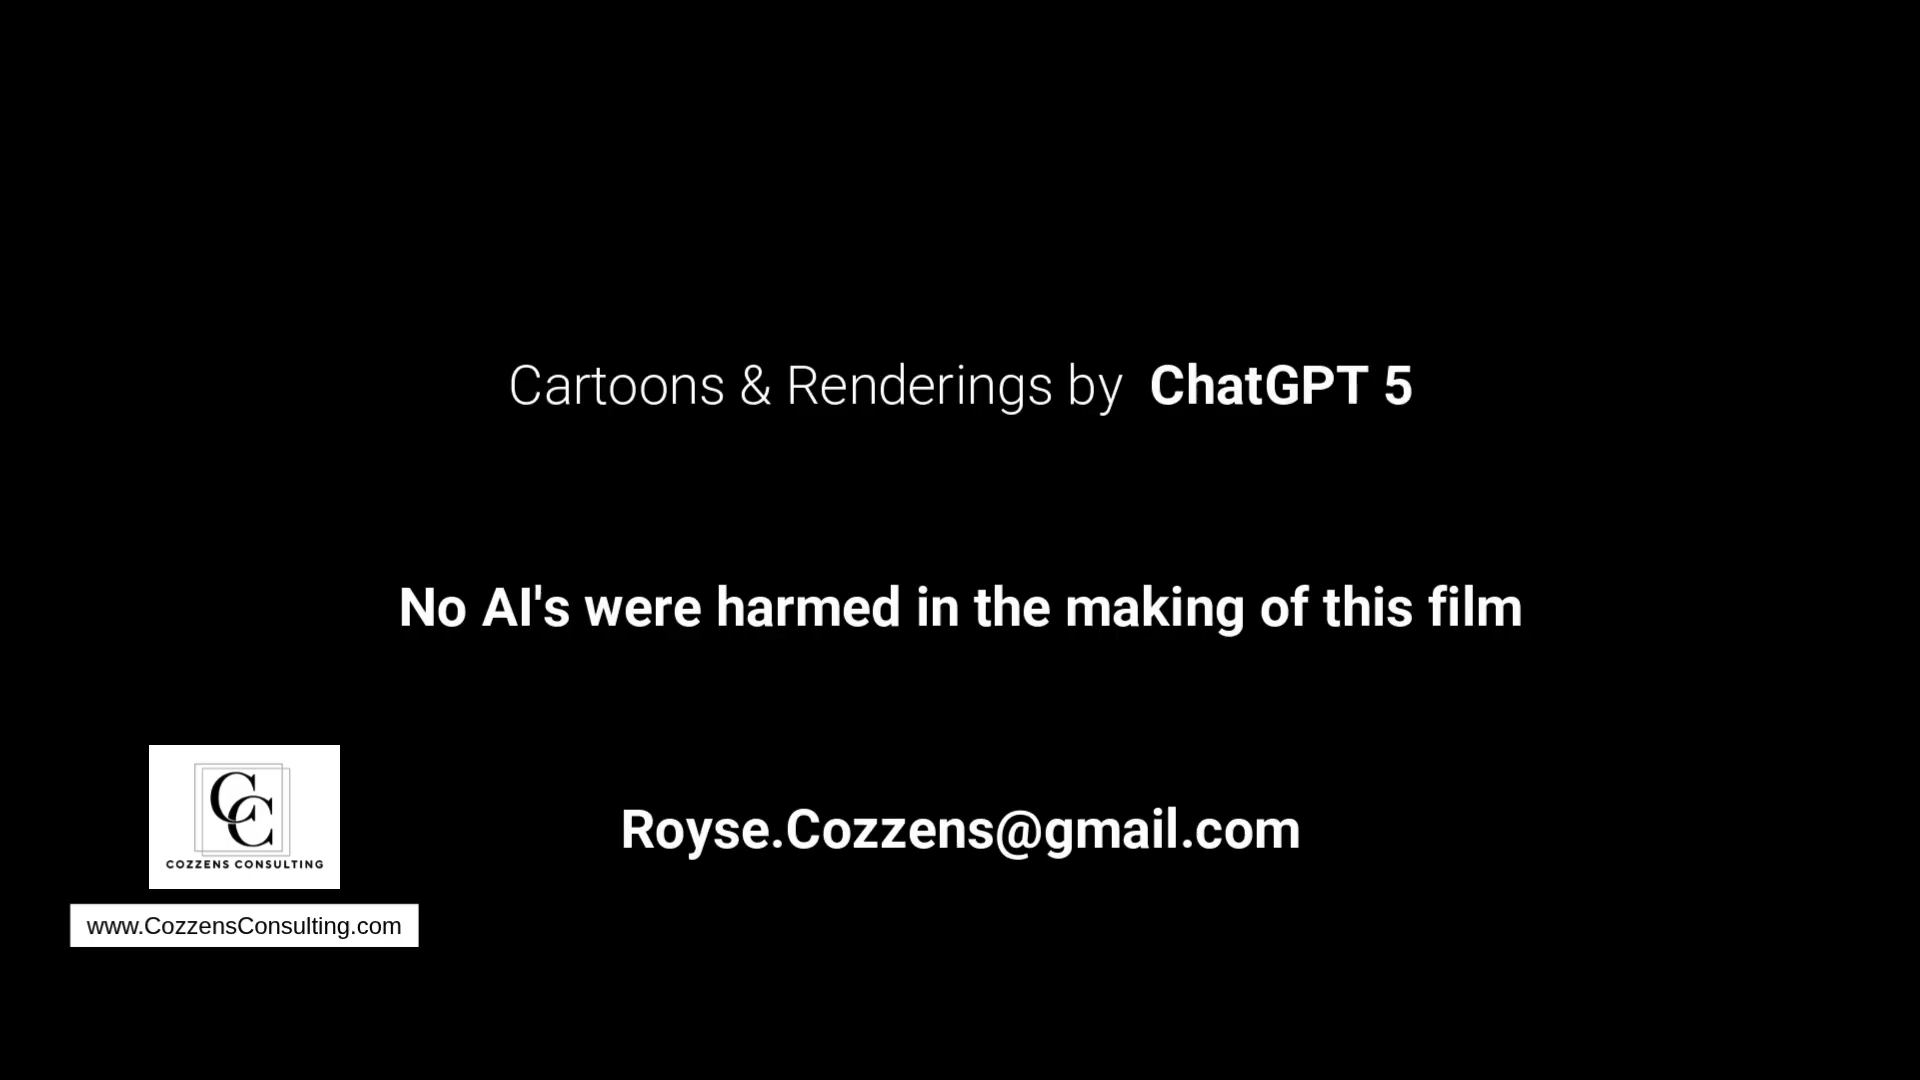 Cartoons & Renderings by ChatGPT 5
No AI's were harmed in the making of this film
Royse.Cozzens@gmail.com
CC
COZZENS CONSULTING
www.CozzensConsulting.com